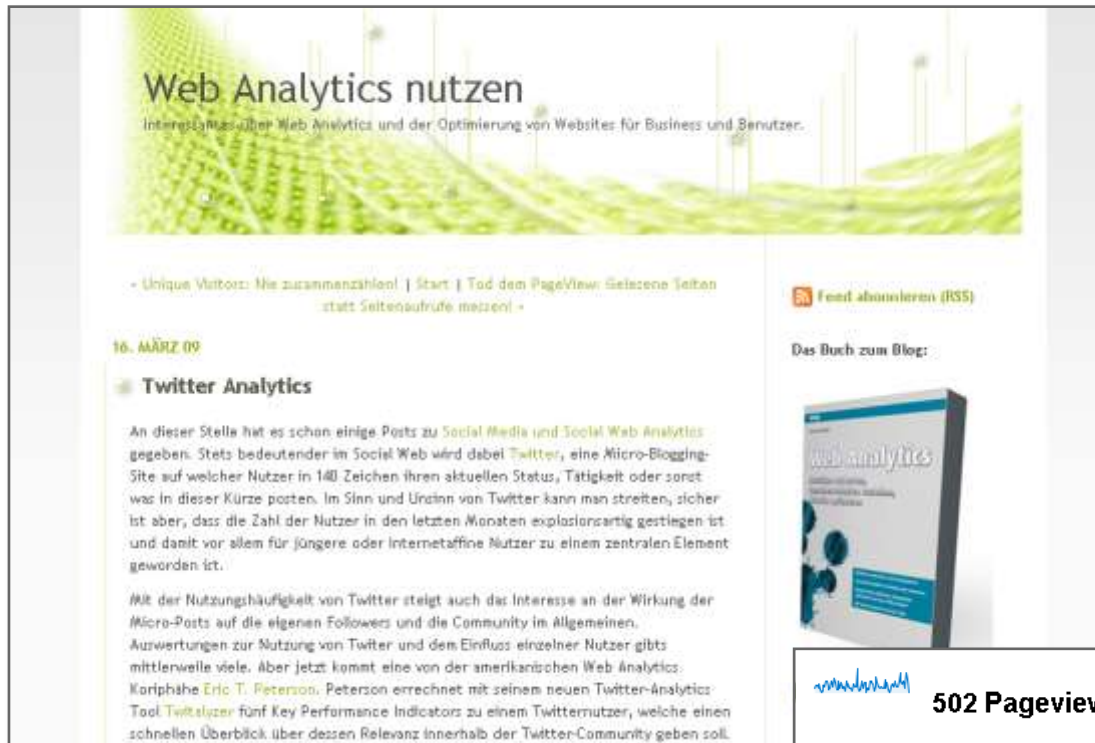 Web Analytics nutzen
Interessantes über Web Analytics und der Optimierung von Websites für Business und Benutzer.
« Unique Visitors: Nie zusammenzählen! | Start | Tod dem PageView: Gelesene Seiten
statt Seitenaufrufe messen! »
Feed abonnieren (RSS)
16. MÄRZ 09
Das Buch zum Blog:
Twitter Analytics
An dieser Stelle hat es schon einige Posts zu Social Media und Social Web Analytics
gegeben. Stets bedeutender im Social Web wird dabei Twitter, eine Micro-Blogging-
Site auf welcher Nutzer in 140 Zeichen ihren aktuellen Status, Tätigkeit oder sonst
was in dieser Kürze posten. Im Sinn und Unsinn von Twitter kann man streiten, sicher
ist aber, dass die Zahl der Nutzer in den letzten Monaten explosionsartig gestiegen ist
und damit vor allem für jüngere oder internetaffine Nutzer zu einem zentralen Element
geworden ist.
Mit der Nutzungshäufigkeit von Twitter steigt auch das Interesse an der Wirkung der
Micro-Posts auf die eigenen Followers und die Community im Allgemeinen.
Auswertungen zur Nutzung von Twiter und dem Einfluss einzelner Nutzer gibts
mittlerweile viele. Aber jetzt kommt eine von der amerikanischen Web Analytics
Koriphähe Eric T. Peterson. Peterson errechnet mit seinem neuen Twitter-Analytics
Tool Twitalyzer fünf Key Performance Indicators zu einem Twitternutzer, welche einen
schnellen Überblick über dessen Relevanz innerhalb der Twitter-Community geben soll.
web analytics
502 Pageview